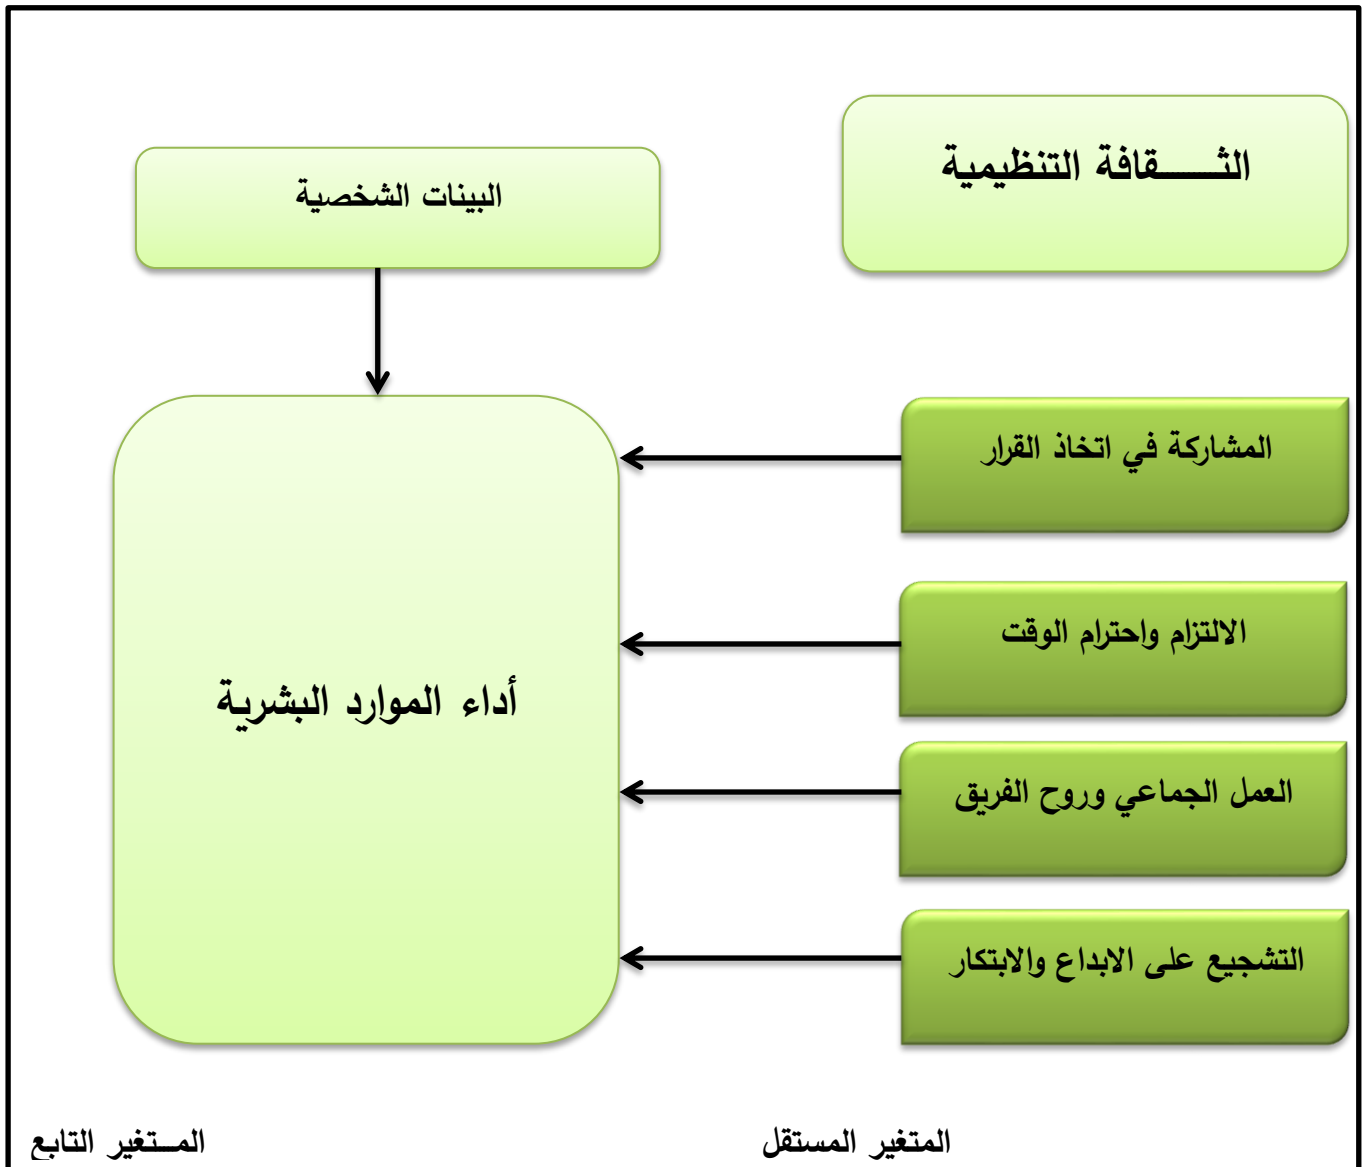 الثـــــــقافة التنظيمية
البينات الشخصية
المشاركة في اتخاذ القرار
الالتزام واحترام الوقت
أداء الموارد البشرية
العمل الجماعي وروح الفريق
التشجيع على الابداع والابتكار
المتغير المستقل
المــتغير التابع